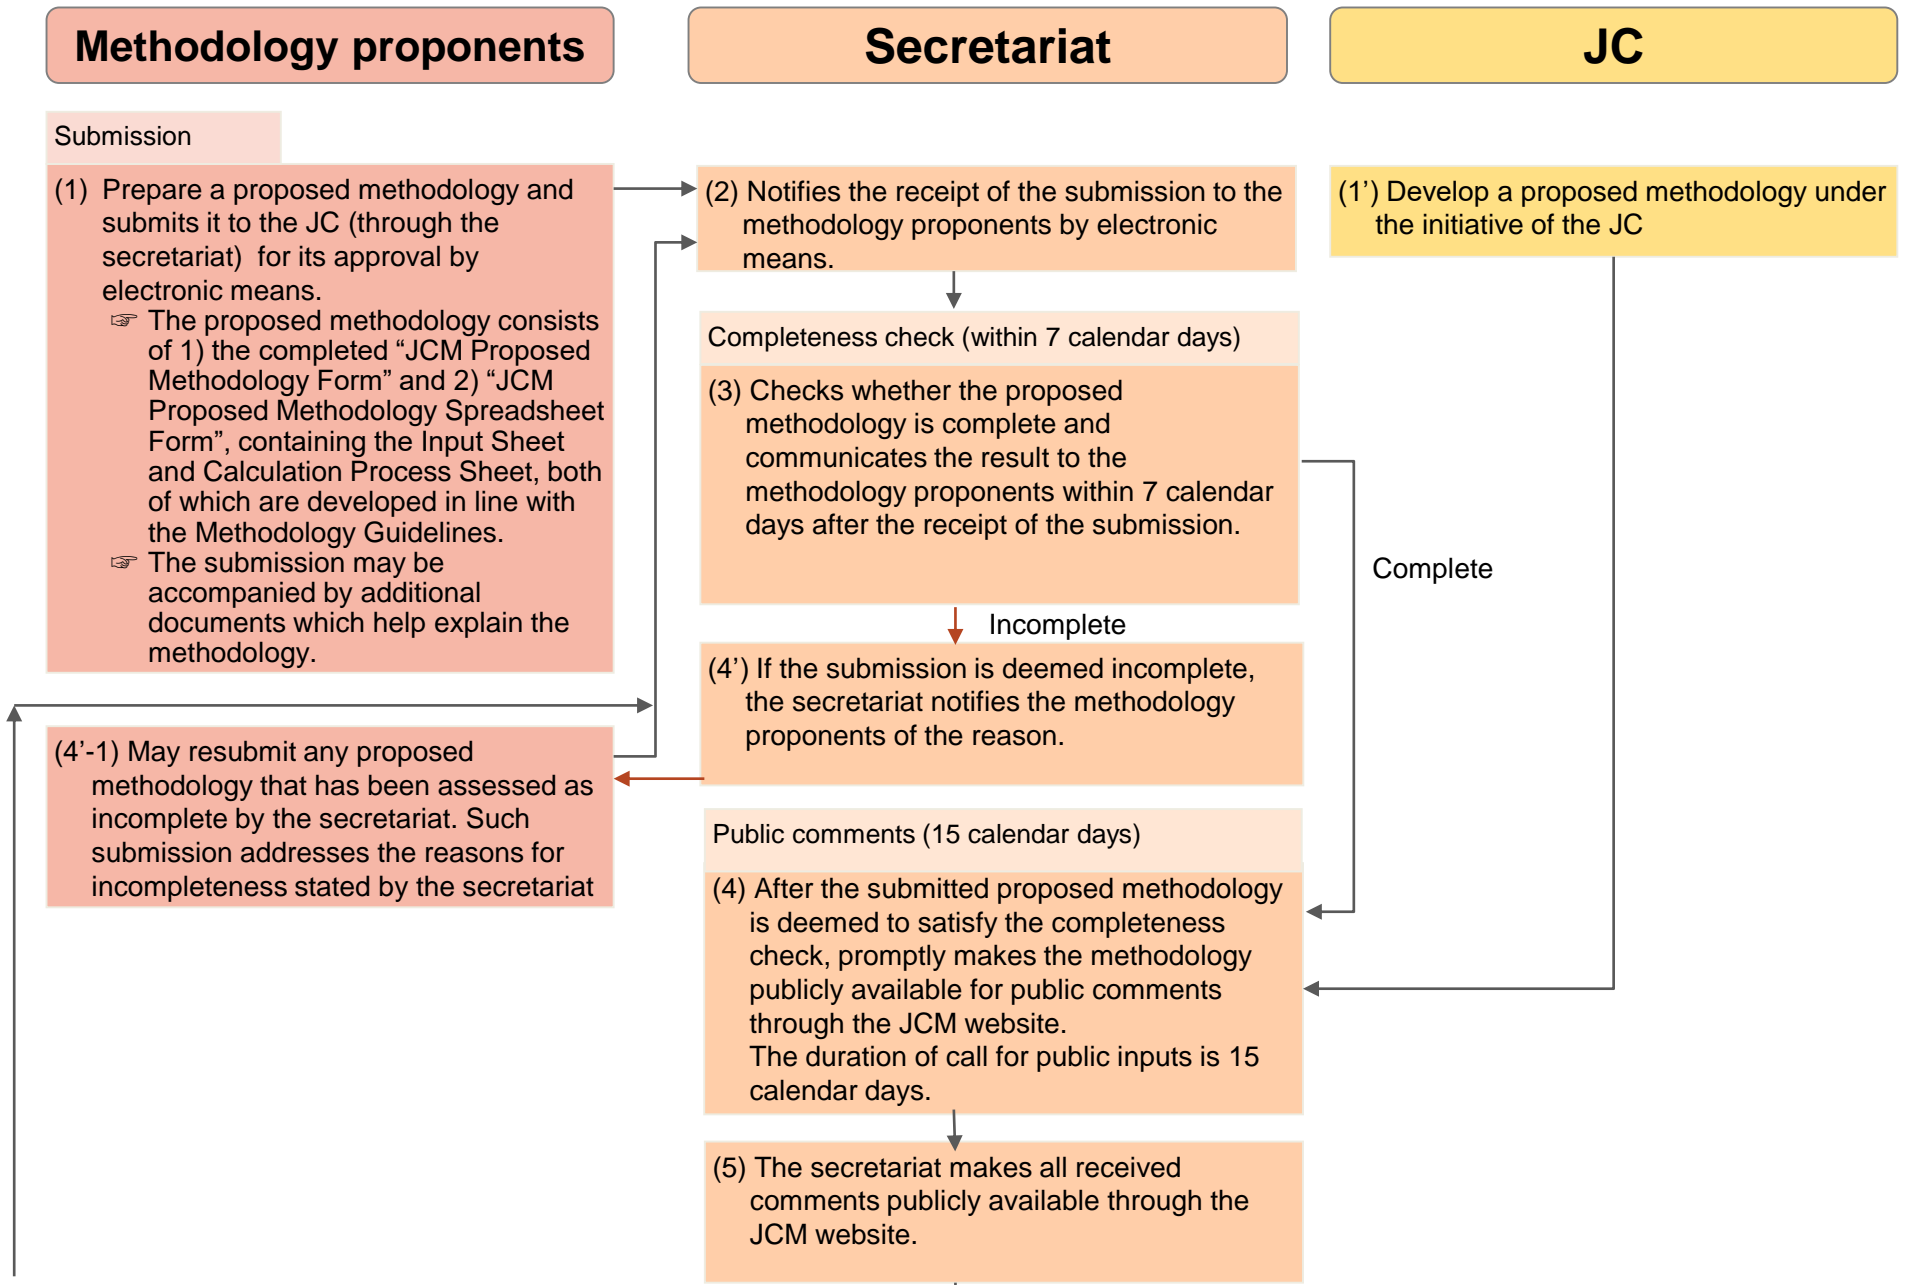 Methodology proponents
Secretariat
JC
Submission
(1) Prepare a proposed methodology and
submits it to the JC (through the
secretariat) for its approval by
electronic means.
☞ The proposed methodology consists
of 1) the completed “JCM Proposed
Methodology Form” and 2) “JCM
Proposed Methodology Spreadsheet
Form”, containing the Input Sheet
and Calculation Process Sheet, both
of which are developed in line with
the Methodology Guidelines.
☞ The submission may be
accompanied by additional
documents which help explain the
methodology.
(2) Notifies the receipt of the submission to the
methodology proponents by electronic
means.
(1’) Develop a proposed methodology under
the initiative of the JC
Completeness check (within 7 calendar days)
(3) Checks whether the proposed
methodology is complete and
communicates the result to the
methodology proponents within 7 calendar
days after the receipt of the submission.
Complete
Incomplete
(4’) If the submission is deemed incomplete,
the secretariat notifies the methodology
proponents of the reason.
(4’-1) May resubmit any proposed
methodology that has been assessed as
incomplete by the secretariat. Such
submission addresses the reasons for
incompleteness stated by the secretariat
Public comments (15 calendar days)
(4) After the submitted proposed methodology
is deemed to satisfy the completeness
check, promptly makes the methodology
publicly available for public comments
through the JCM website.
The duration of call for public inputs is 15
calendar days.
(5) The secretariat makes all received
comments publicly available through the
JCM website.